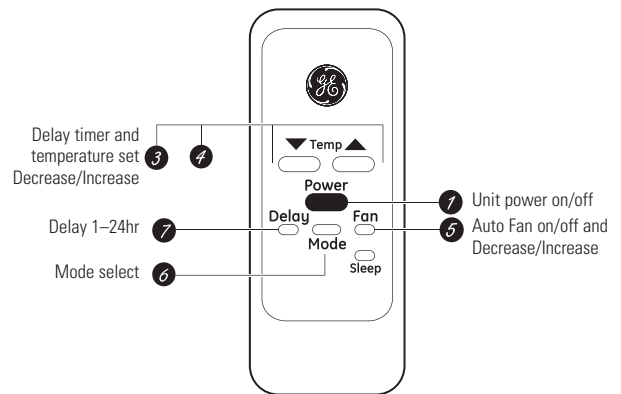 GE
Delay timer and
temperature set
Decrease/Increase
3 4
Temp
Power
1 Unit power on/off
Delay 1–24hr 7
Delay
Fan
5 Auto Fan on/off and
Decrease/Increase
Mode
Mode select 6
Sleep